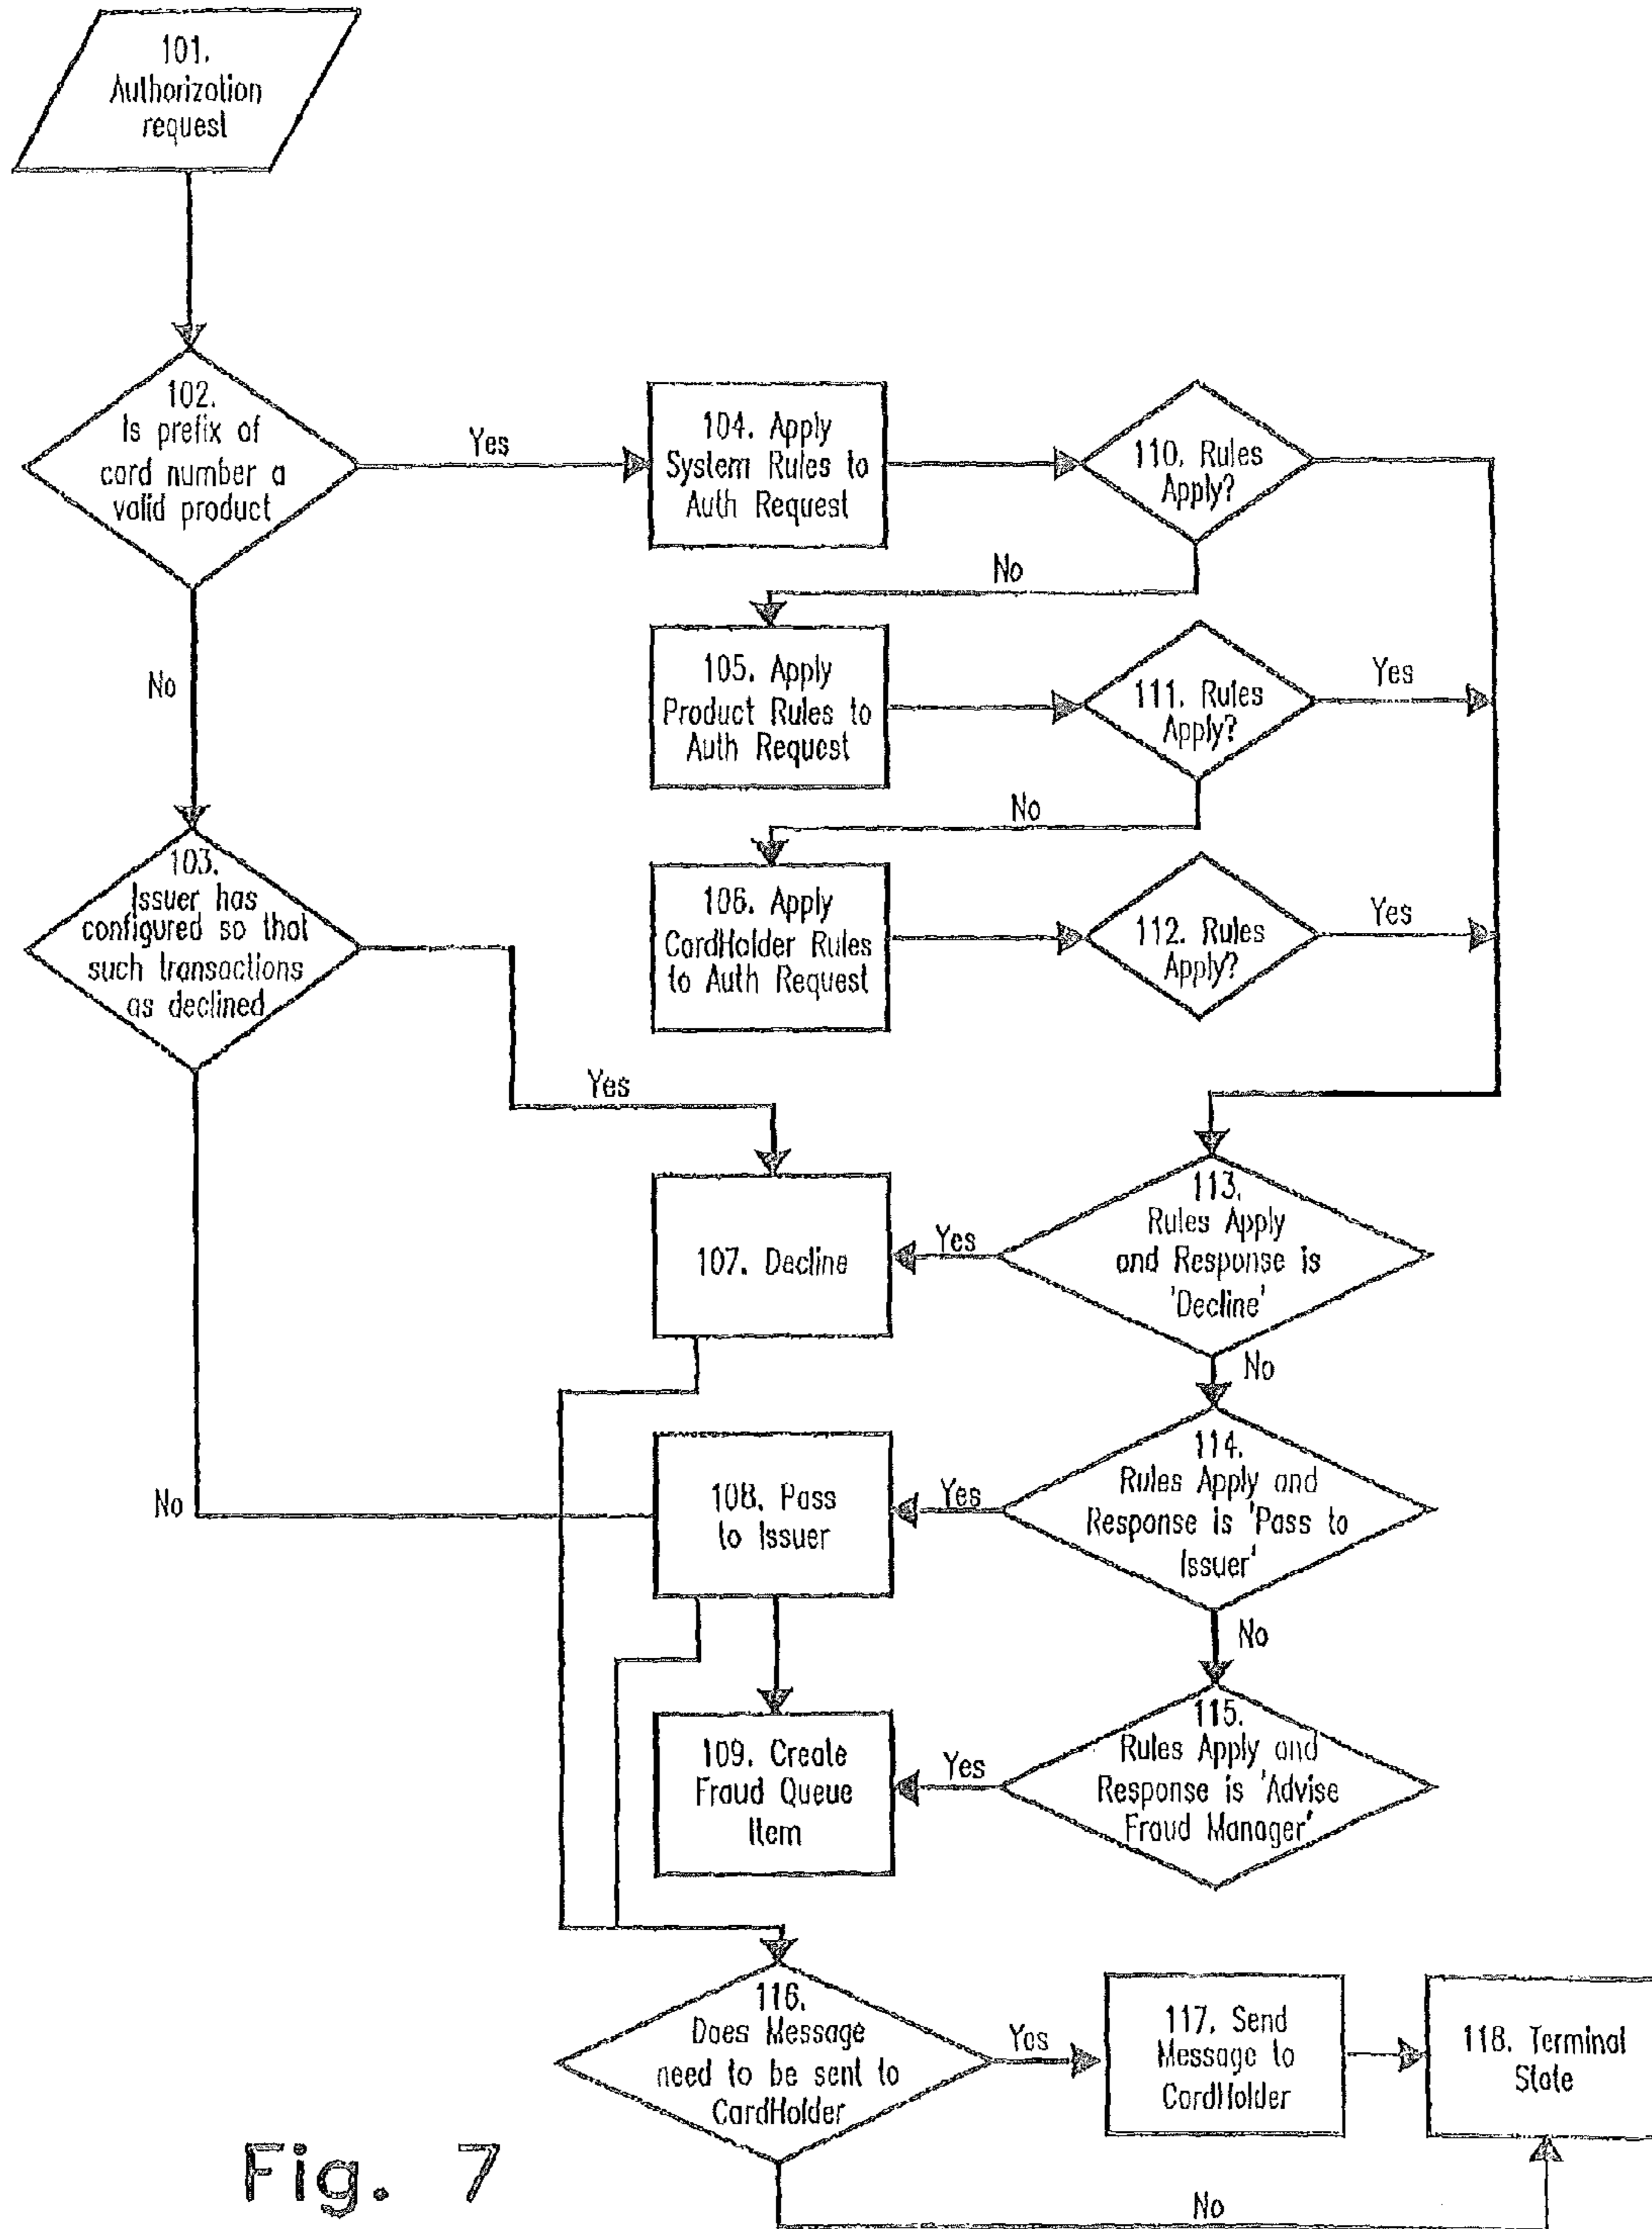 101.
Authorization
request
102.
Is prefix of
card number a
valid product
Yes
104. Apply
System Rules to
Auth Request
110. Rules
Apply?
No
105. Apply
Product Rules to
Auth Request
111. Rules
Apply?
Yes
No
No
106. Apply
CardHolder Rules
to Auth Request
112. Rules
Apply?
Yes
103.
Issuer has
configured so that
such transactions
as declined
Yes
107. Decline
Yes
113.
Rules Apply
and Response is
'Decline'
No
No
108. Pass
to Issuer
Yes
114.
Rules Apply and
Response is 'Pass to
Issuer'
No
109. Create
Fraud Queue
Item
Yes
115.
Rules Apply and
Response is 'Advise
Fraud Manager'
116.
Does Message
need to be sent to
CardHolder
Yes
117. Send
Message to
CardHolder
118. Terminal
State
No
Fig. 7